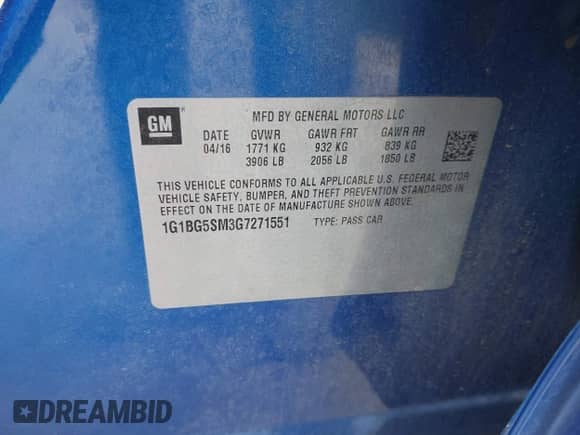 GM ® MFD BY GENERAL MOTORS LLC
DATE GVWR GAWR FRT GAWR RR
04/16 1771 KG 932 KG 839 KG
3906 LB 2056 LB 1850 LB
THIS VEHICLE CONFORMS TO ALL APPLICABLE U.S. FEDERAL MOTOR
VEHICLE SAFETY, BUMPER, AND THEFT PREVENTION STANDARDS IN
EFFECT ON THE DATE OF MANUFACTURE SHOWN ABOVE.
1G1BG5SM3G7271551 TYPE: PASS CAR
DREAMBID